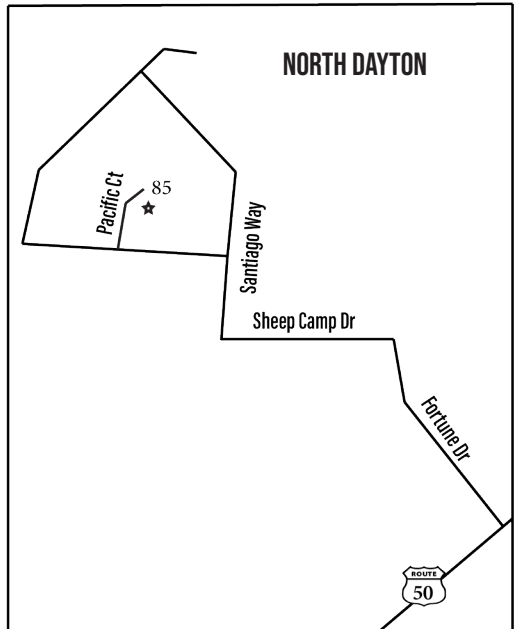 NORTH DAYTON
85
Pacific Ct
Santiago Way
Sheep Camp Dr
Fortune Dr
ROUTE
50